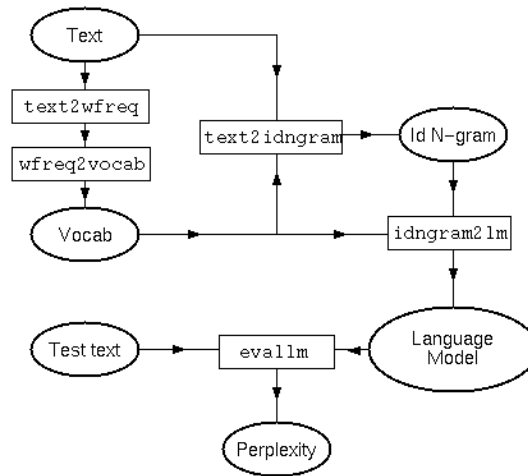 Text
text2wfreq
text2idngram
Id N-gram
wfreq2vocab
Vocab
idngram2lm
Test text
evallm
Language
Model
Perplexity